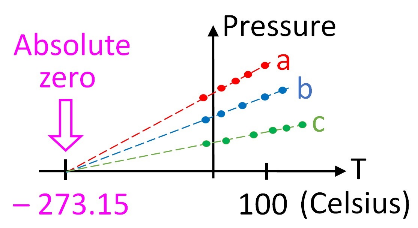 Absolute
zero
Pressure
a
b
c
T
– 273.15
100 (Celsius)